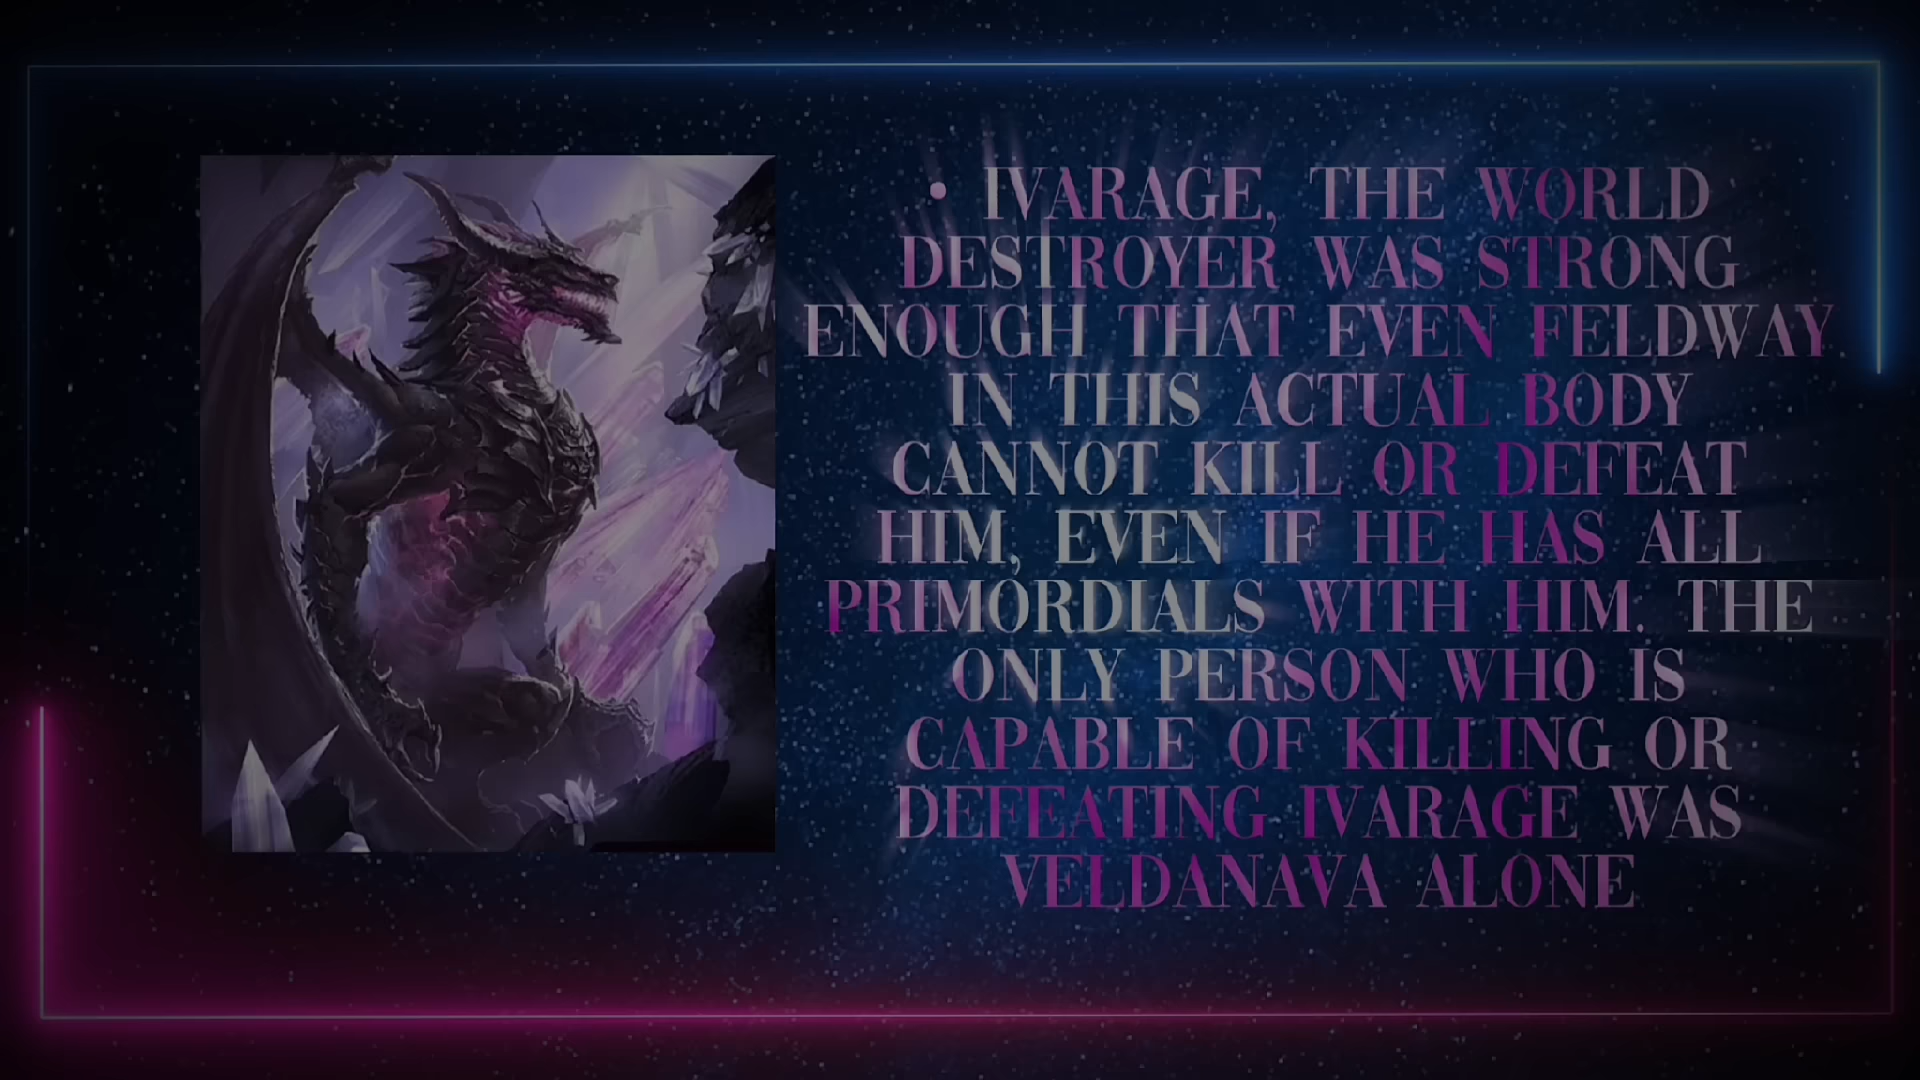 • IVARAGE, THE WORLD
DESTROYER WAS STRONG
ENOUGH THAT EVEN FELDWAY
IN THIS ACTUAL BODY
CANNOT KILL OR DEFEAT
HIM, EVEN IF HE HAS ALL
PRIMORDIALS WITH HIM. THE
ONLY PERSON WHO IS
CAPABLE OF KILLING OR
DEFEATING IVARAGE WAS
VELDANAVA ALONE